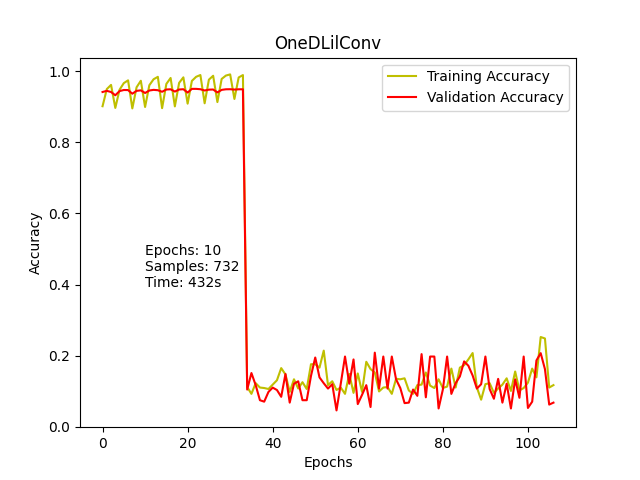 OneDLilConv
1.0
0.8
0.6
0.4
0.2
0.0
Accuracy
Training Accuracy
Validation Accuracy
Epochs: 10
Samples: 732
Time: 432s
0 20 40 60 80 100
Epochs